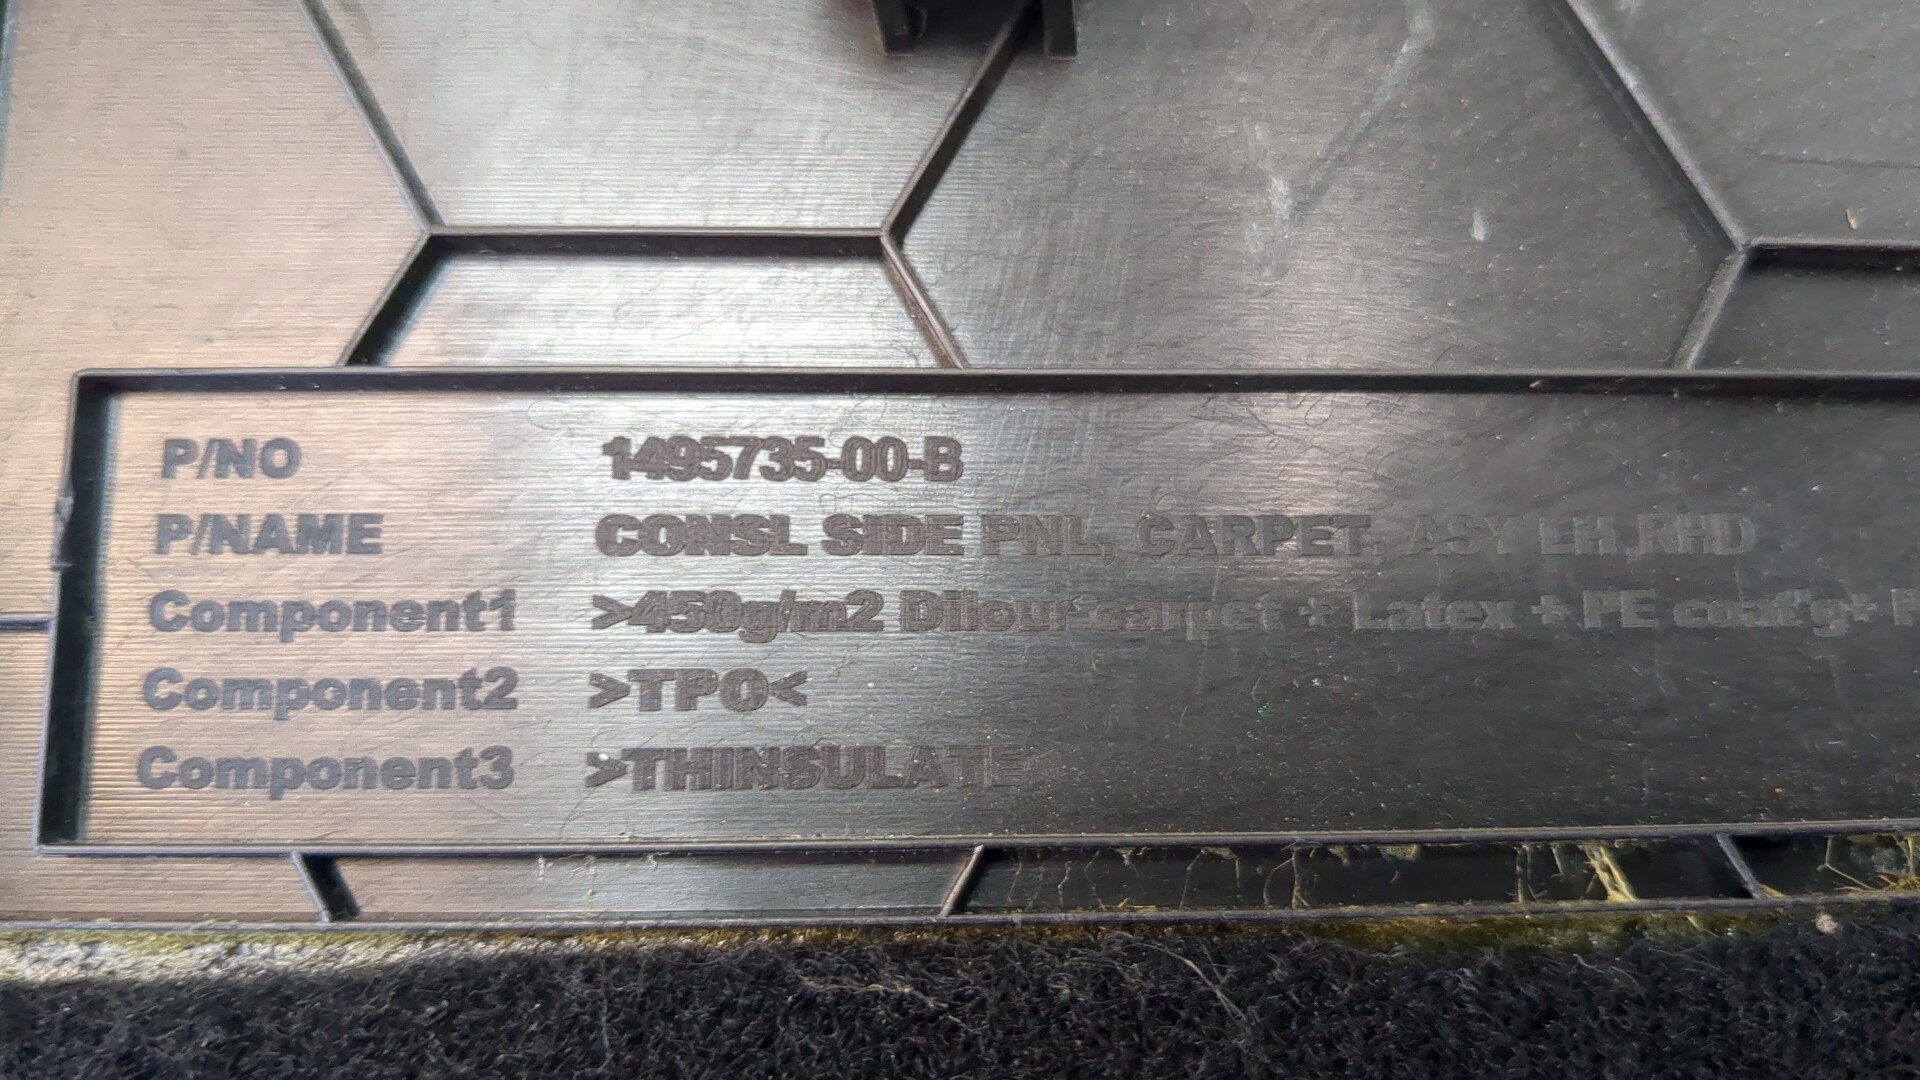 P/NO 1495735-00-B
P/NAME CONSL SIDE PNL, CARPET, ASY LH,RHD
Component1 >450g/m2 Dilour carpet + Latex + PE coat'g+
Component2 >TPO<
Component3 >THINSULATE<